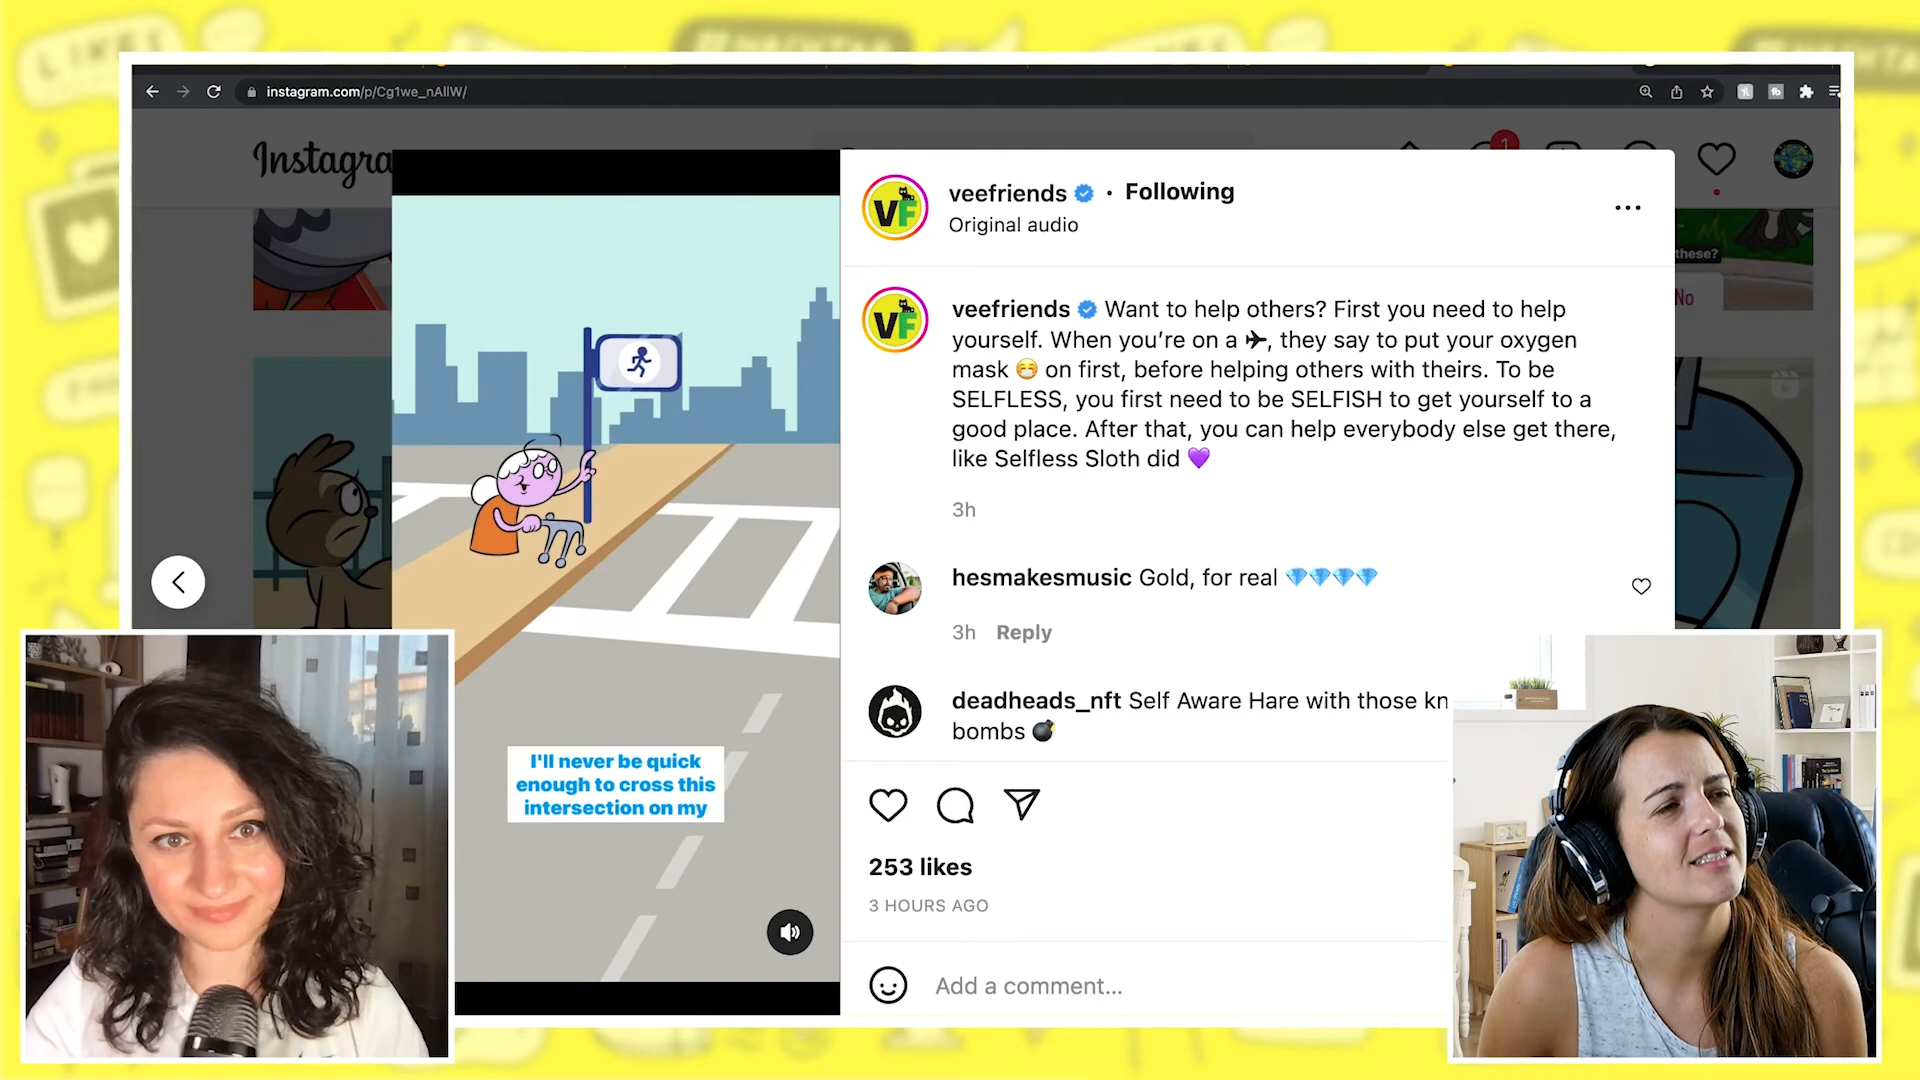 LIKES
instagram.com/p/Cg1we_nAllW/
Instagra
1
VF
veefriends • Following
Original audio
these?
No
VF
veefriends Want to help others? First you need to help
yourself. When you're on a ✈, they say to put your oxygen
mask 😷 on first, before helping others with theirs. To be
SELFLESS, you first need to be SELFISH to get yourself to a
good place. After that, you can help everybody else get there,
like Selfless Sloth did 💜
3h
hesmakesmusic Gold, for real 💎💎💎💎
3h Reply
deadheads_nft Self Aware Hare with those kn
bombs 💣
I'll never be quick
enough to cross this
intersection on my
253 likes
3 HOURS AGO
Add a comment...